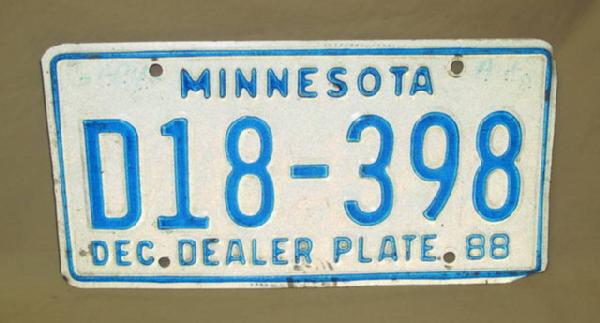 MINNESOTA
D18-398
DEC. DEALER PLATE 88